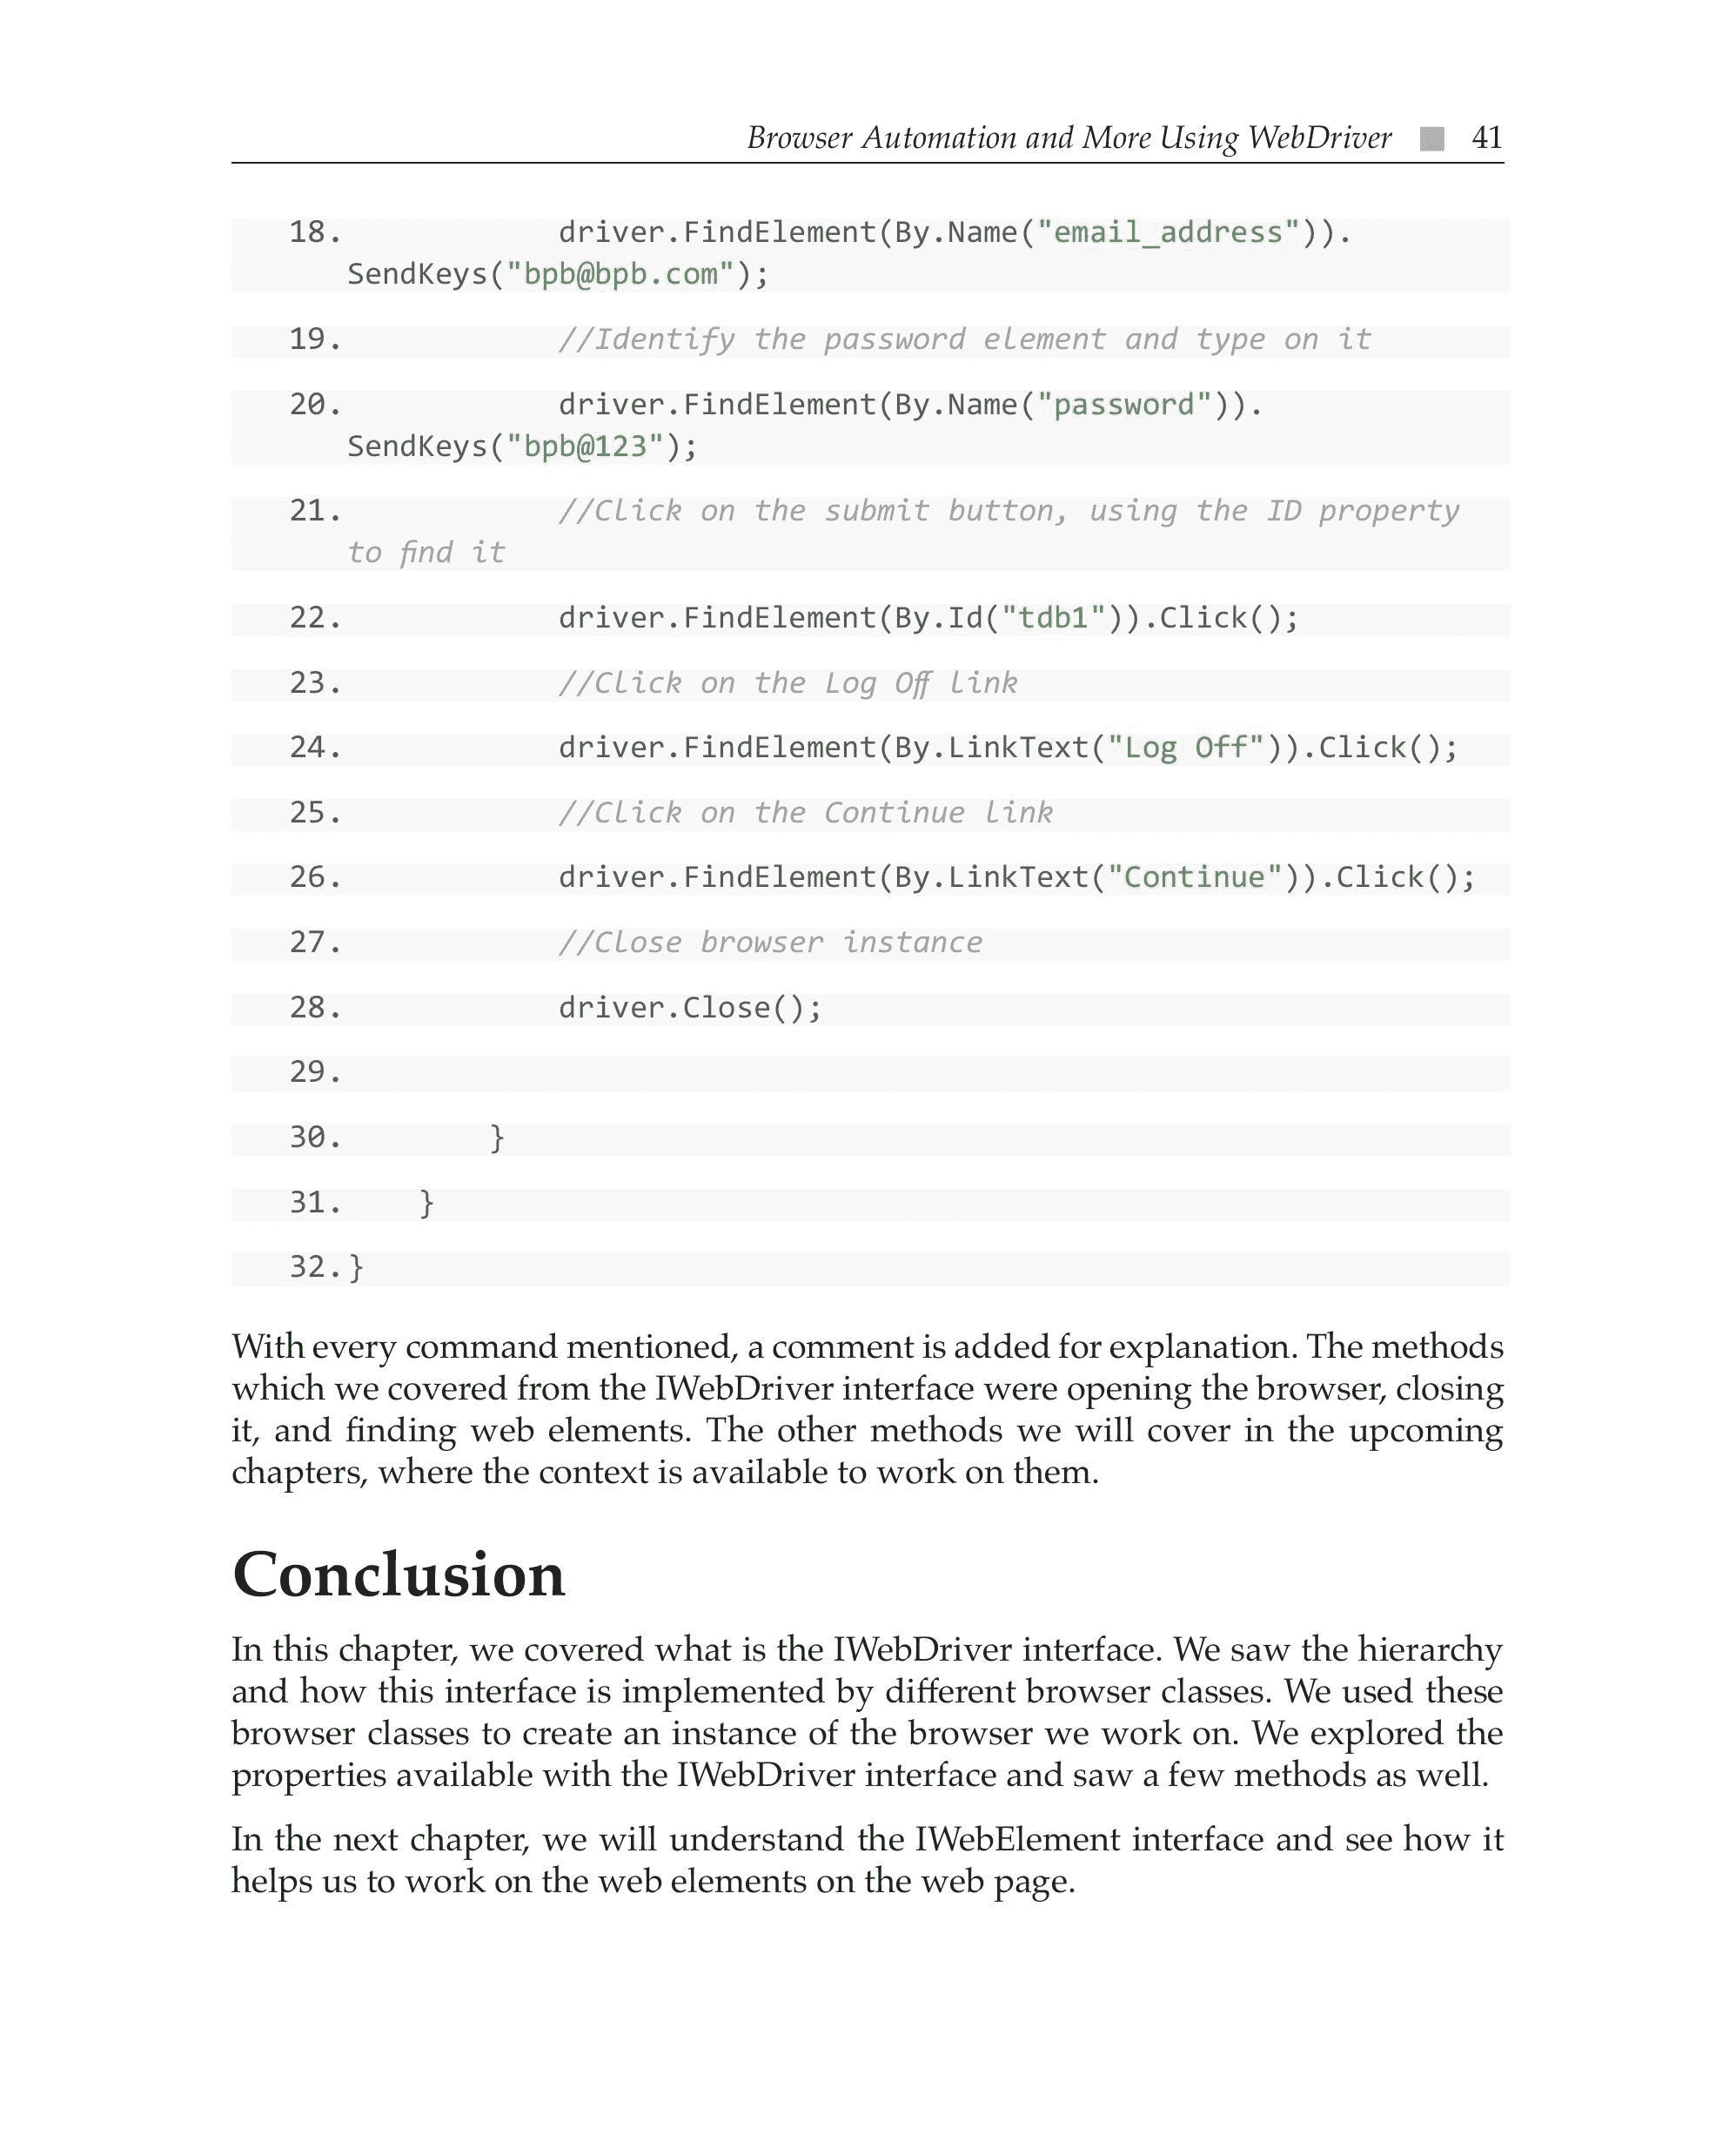 Browser Automation and More Using WebDriver 41
18. driver.FindElement(By.Name("email_address")).
SendKeys("bpb@bpb.com");
19. //Identify the password element and type on it
20. driver.FindElement(By.Name("password")).
SendKeys("bpb@123");
21. //Click on the submit button, using the ID property
to find it
22. driver.FindElement(By.Id("tdb1")).Click();
23. //Click on the Log Off link
24. driver.FindElement(By.LinkText("Log Off")).Click();
25. //Click on the Continue link
26. driver.FindElement(By.LinkText("Continue")).Click();
27. //Close browser instance
28. driver.Close();
29.
30. }
31. }
32. }
With every command mentioned, a comment is added for explanation. The methods
which we covered from the IWebDriver interface were opening the browser, closing
it, and finding web elements. The other methods we will cover in the upcoming
chapters, where the context is available to work on them.
Conclusion
In this chapter, we covered what is the IWebDriver interface. We saw the hierarchy
and how this interface is implemented by different browser classes. We used these
browser classes to create an instance of the browser we work on. We explored the
properties available with the IWebDriver interface and saw a few methods as well.
In the next chapter, we will understand the IWebElement interface and see how it
helps us to work on the web elements on the web page.